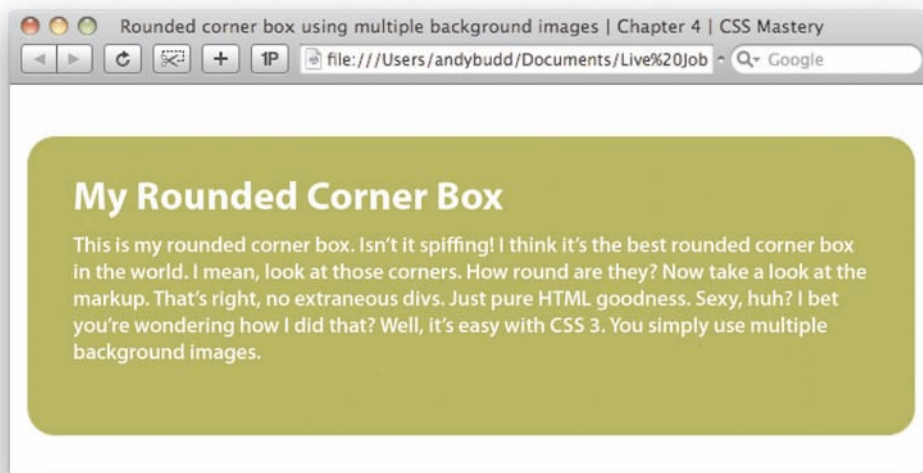 Rounded corner box using multiple background images | Chapter 4 | CSS Mastery
1P file:///Users/andybudd/Documents/Live%20Job Google
My Rounded Corner Box
This is my rounded corner box. Isn’t it spiffing! I think it’s the best rounded corner box
in the world. I mean, look at those corners. How round are they? Now take a look at the
markup. That’s right, no extraneous divs. Just pure HTML goodness. Sexy, huh? I bet
you’re wondering how I did that? Well, it’s easy with CSS 3. You simply use multiple
background images.